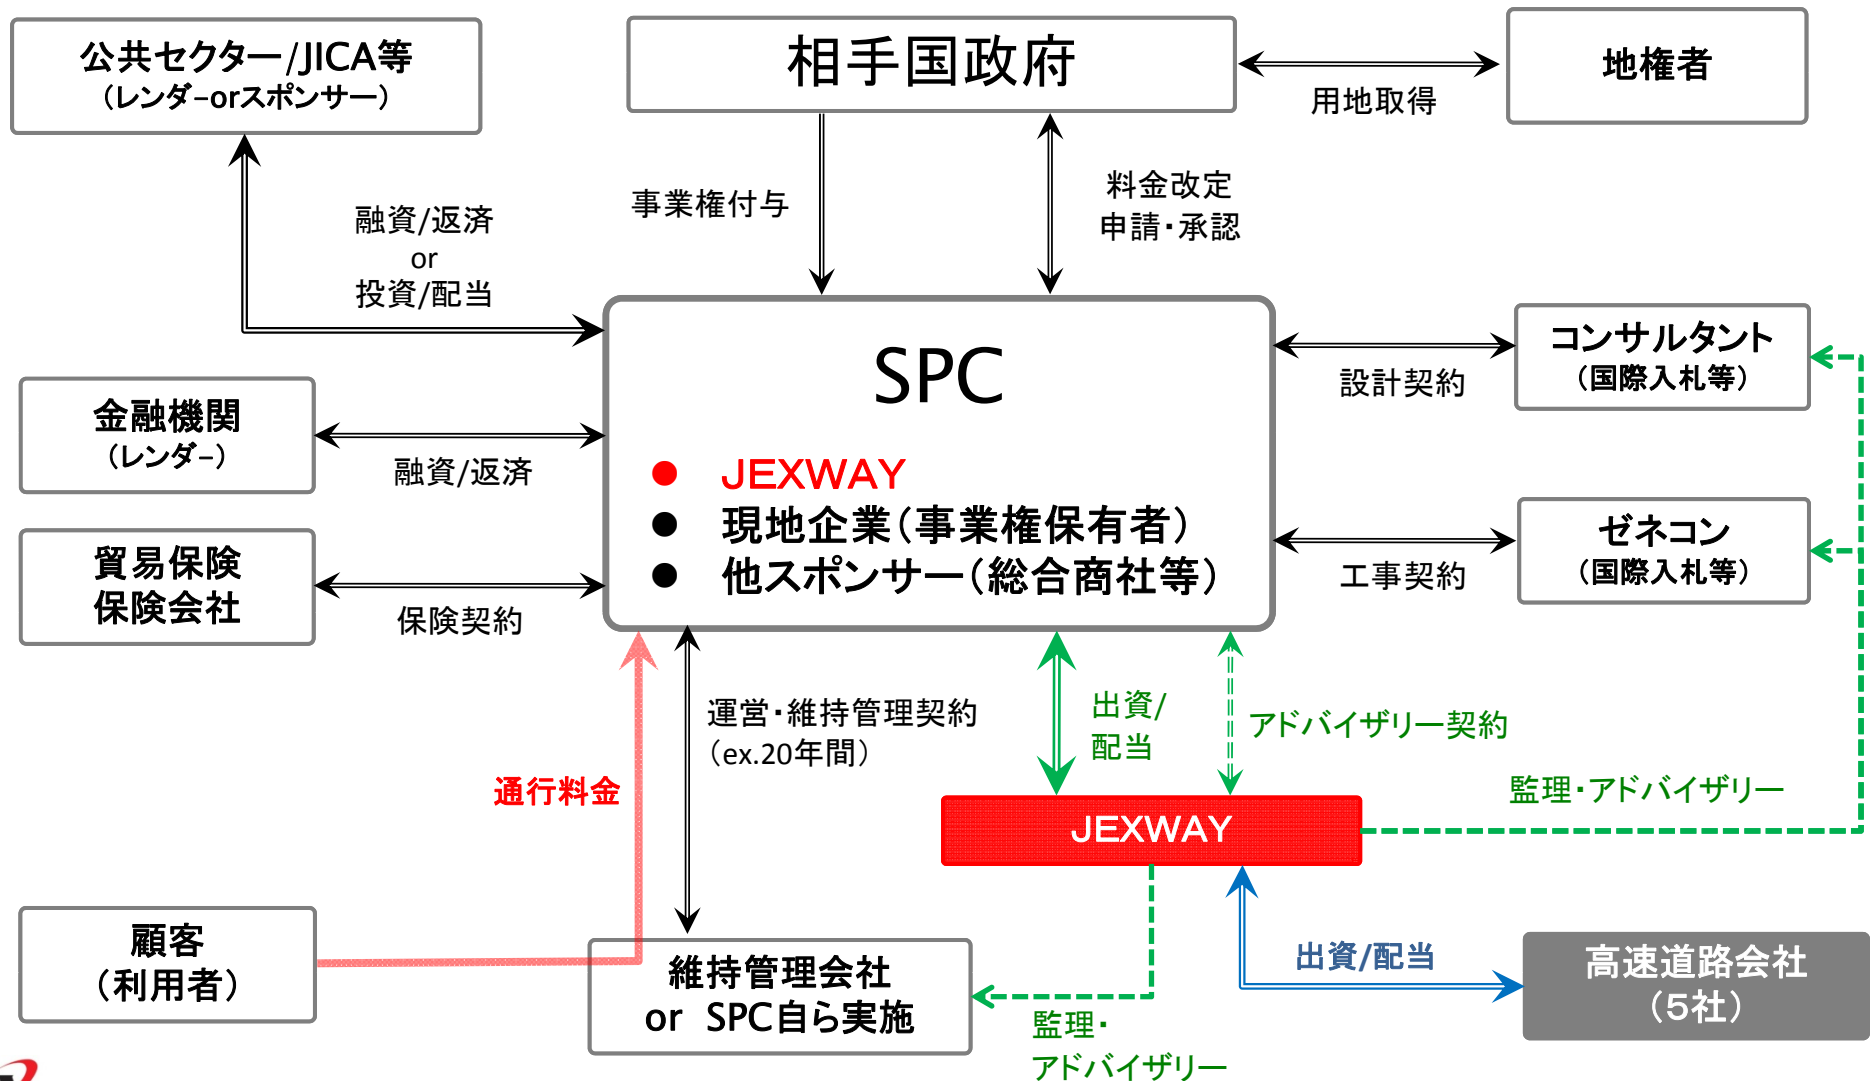 公共セクター/JICA等
（レンダ-orスポンサー）
相手国政府
地権者
用地取得
事業権付与
料金改定
申請・承認
融資/返済
or
投資/配当
SPC
● JEXWAY
● 現地企業（事業権保有者）
● 他スポンサー（総合商社等）
コンサルタント
（国際入札等）
設計契約
金融機関
（レンダ-）
融資/返済
ゼネコン
（国際入札等）
工事契約
貿易保険
保険会社
保険契約
運営・維持管理契約
（ex.20年間）
出資/
配当
アドバイザリー契約
通行料金
監理・アドバイザリー
JEXWAY
顧客
（利用者）
維持管理会社
or SPC自ら実施
出資/配当
高速道路会社
（５社）
監理・
アドバイザリー